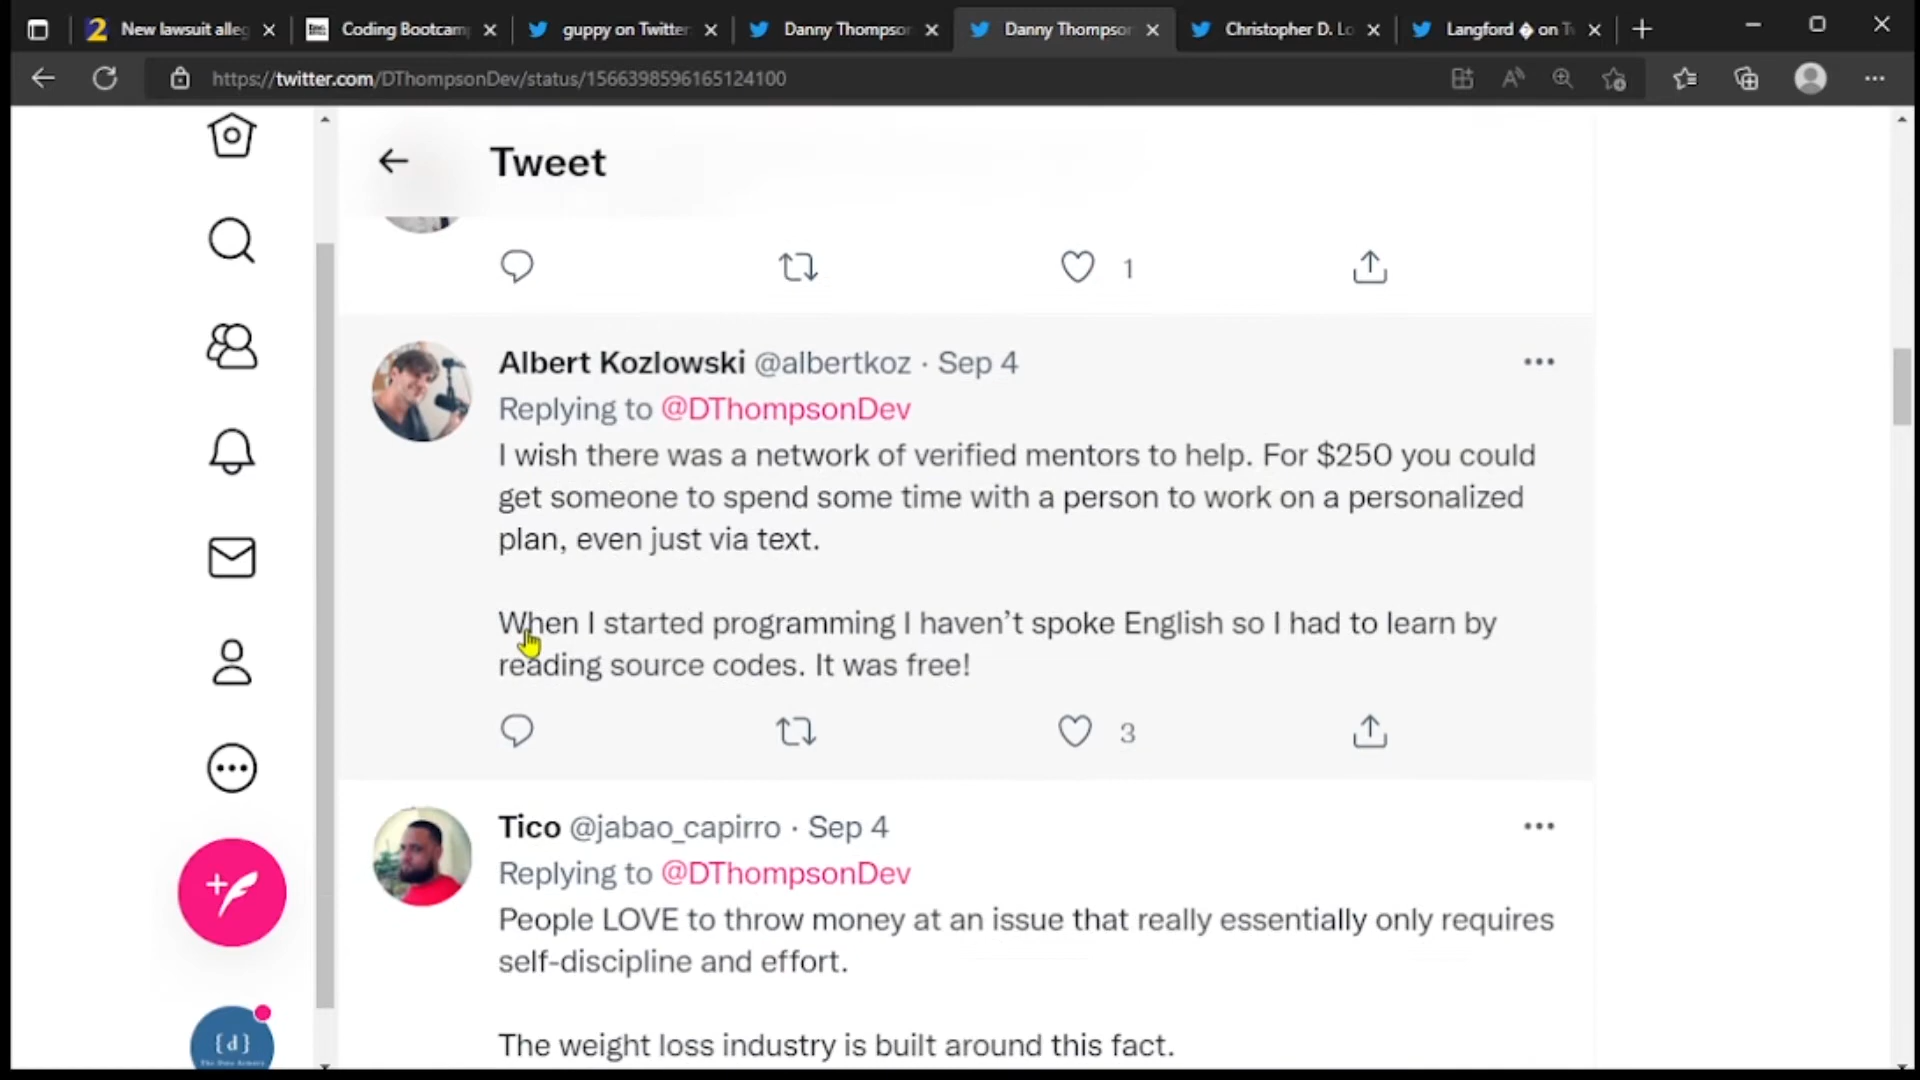 New lawsuit alleg
Coding Bootcamp
guppy on Twitter
Danny Thompson
Danny Thompson
Christopher D. Lo
Langford � on Tw
https://twitter.com/DThompsonDev/status/1566398596165124100
Tweet
1
Albert Kozlowski @albertkoz · Sep 4
Replying to @DThompsonDev
I wish there was a network of verified mentors to help. For $250 you could
get someone to spend some time with a person to work on a personalized
plan, even just via text.
When I started programming I haven't spoke English so I had to learn by
reading source codes. It was free!
3
Tico @jabao_capirro · Sep 4
Replying to @DThompsonDev
People LOVE to throw money at an issue that really essentially only requires
self-discipline and effort.
The weight loss industry is built around this fact.
{d}